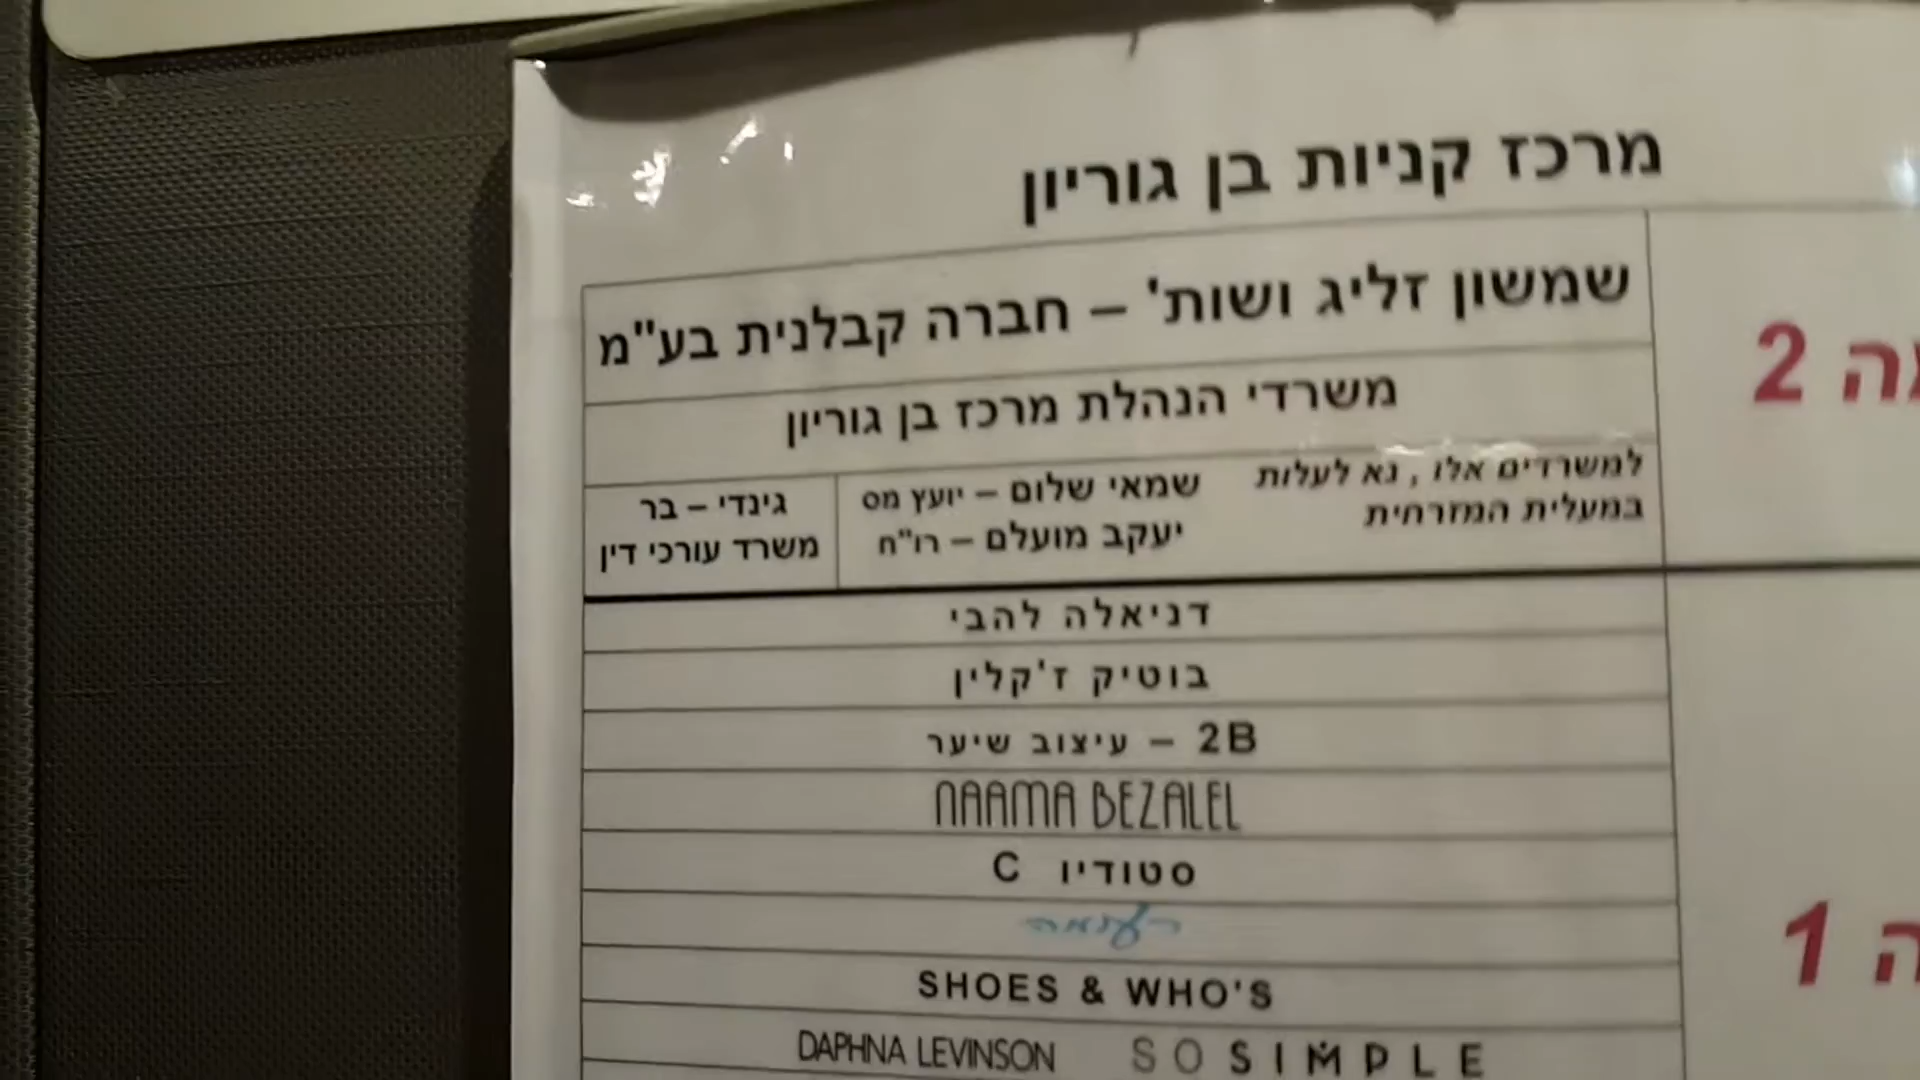 מרכז קניות בן גוריון
שמשון זליג ושות' – חברה קבלנית בע"מ
משרדי הנהלת מרכז בן גוריון
2
למשרדים אלו , נא לעלות
במעלית המזרחית
שמאי שלום – יועץ מס
יעקב מועלם – רו"ח
גינדי – בר
משרד עורכי דין
דניאלה להבי
בוטיק ז'קלין
2B – עיצוב שיער
NAAMA BEZALEL
סטודיו C
SHOES & WHO'S
1
DAPHNA LEVINSON SO SIMPLE